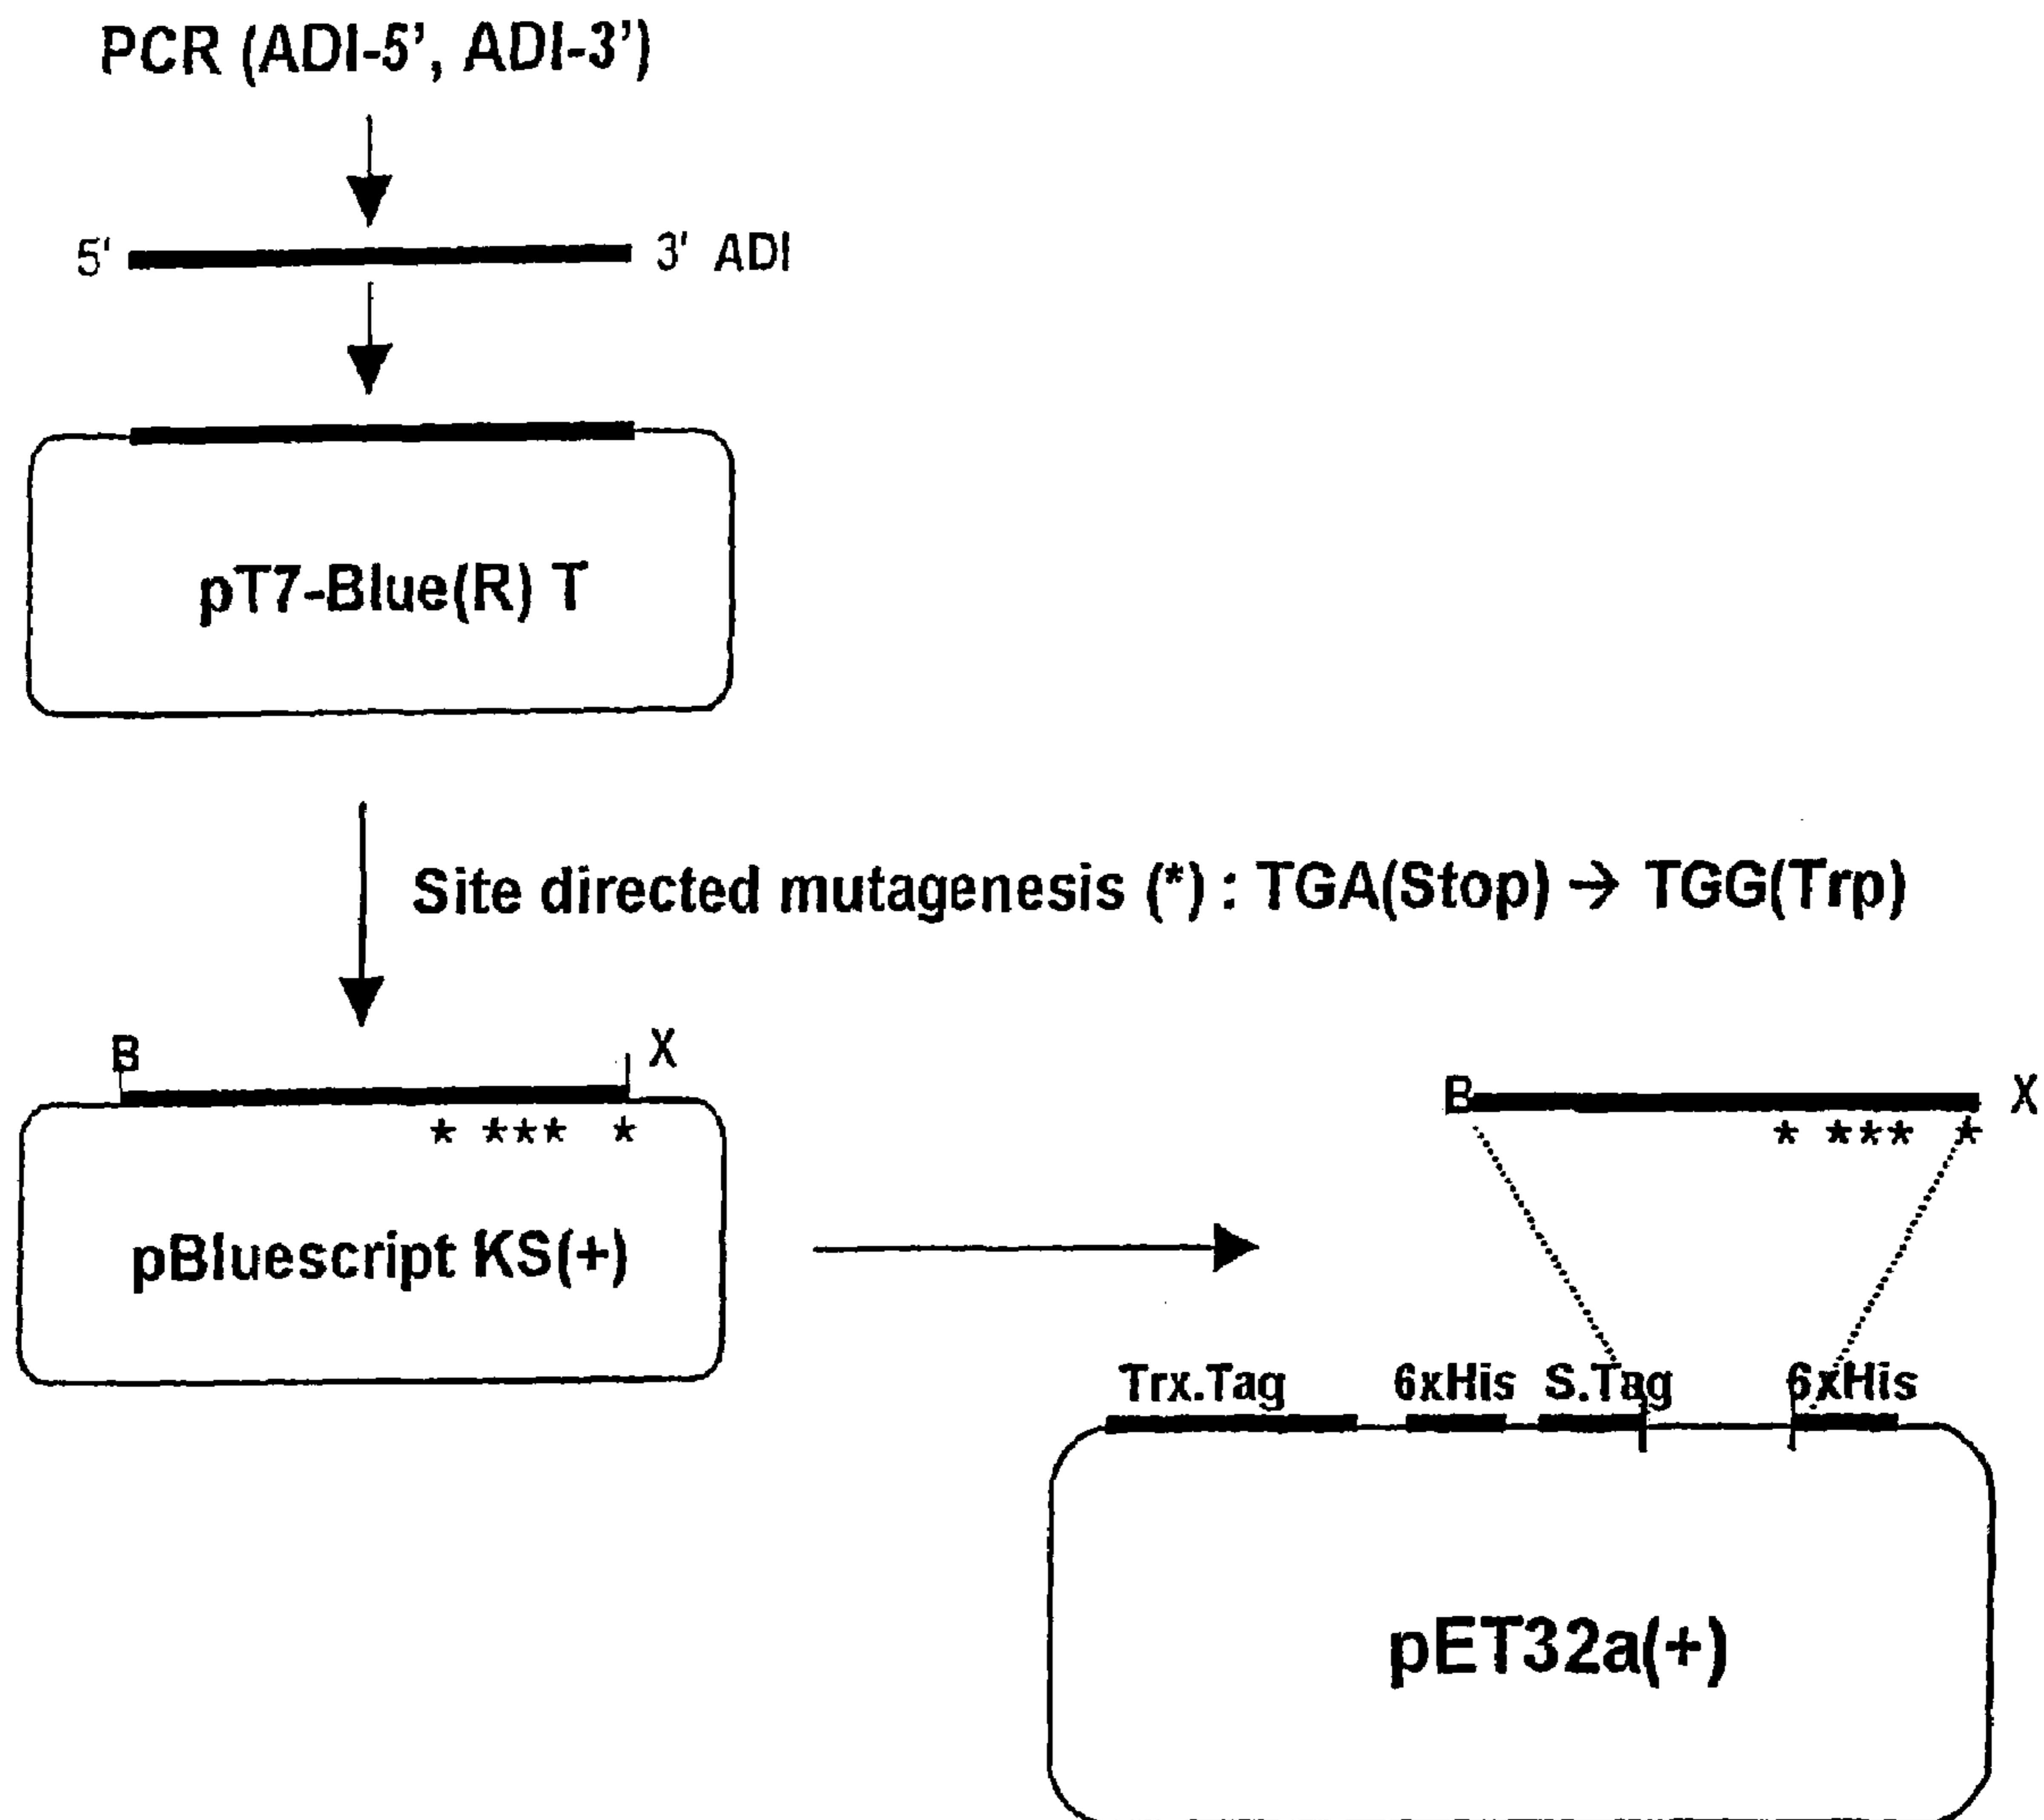 PCR (ADI-5', ADI-3')
5' 3' ADI
pT7-Blue(R) T
Site directed mutagenesis (*) : TGA(Stop) → TGG(Trp)
B X
* *** *
pBluescript KS(+)
B X
* *** *
Trx.Tag 6xHis S.Tag 6xHis
pET32a(+)